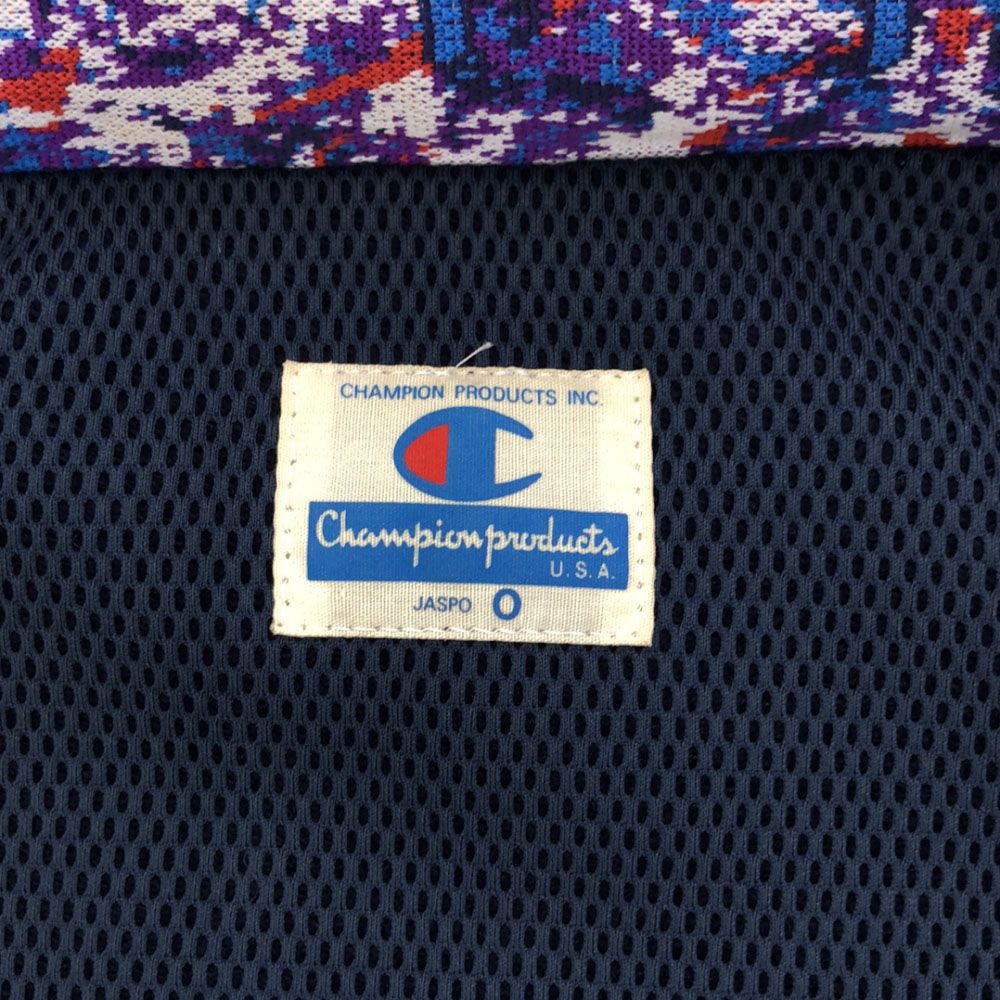 CHAMPION PRODUCTS INC.
Champion products
U.S.A.
JASPO O